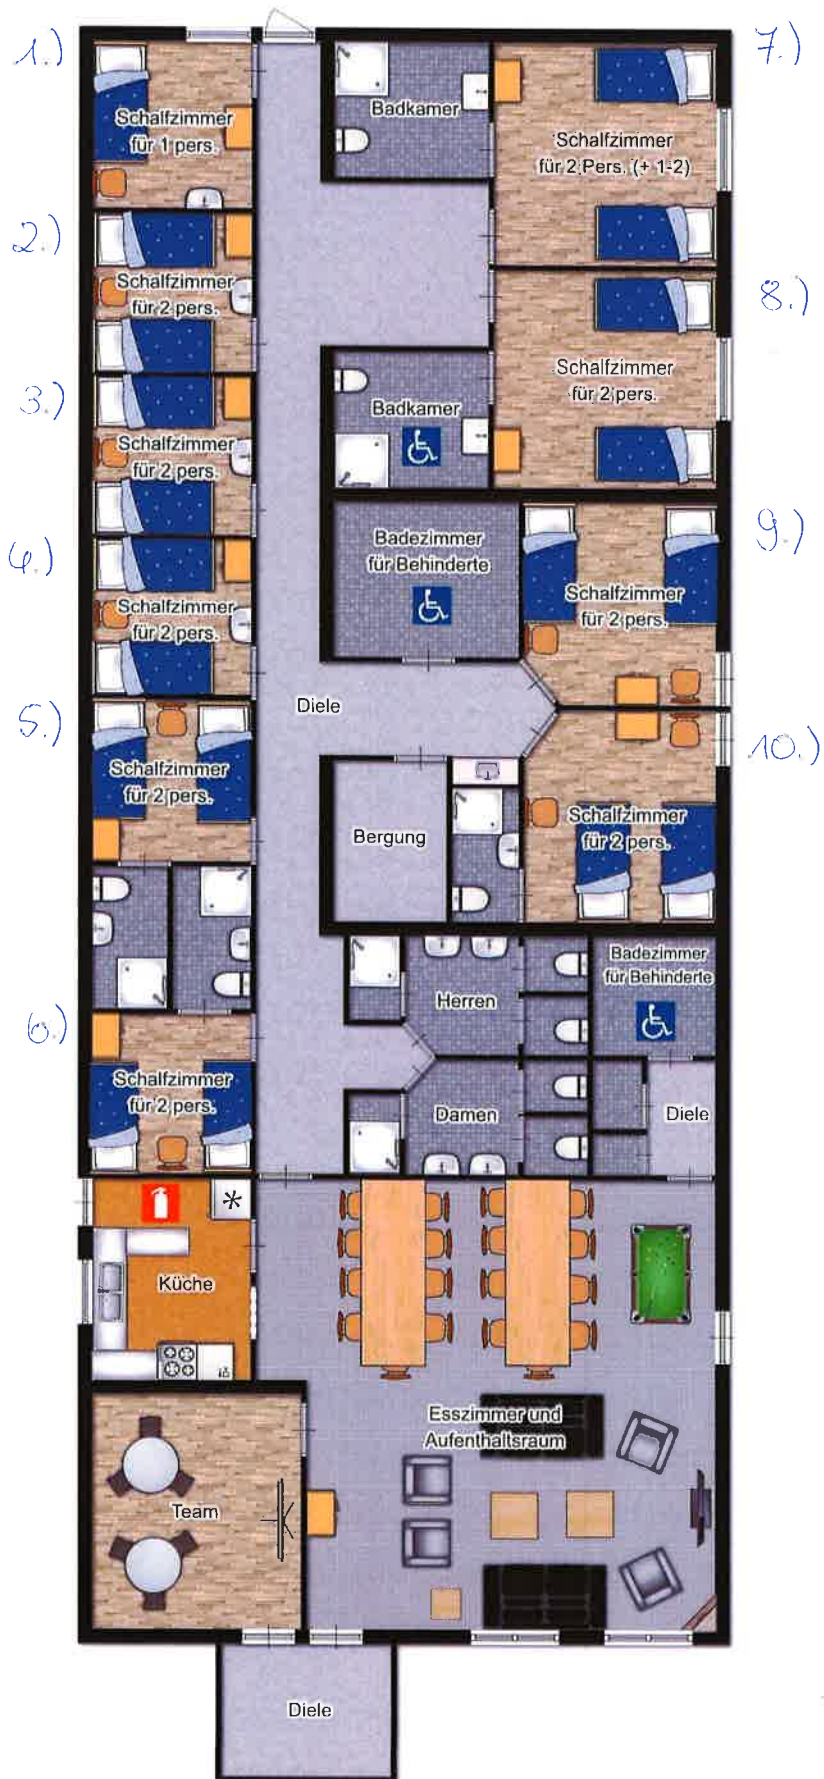 1.)
Schalfzimmer
für 1 pers.
Badkamer
Schalfzimmer
für 2 Pers. (+ 1-2)
7.)
2.)
Schalfzimmer
für 2 pers.
3.)
Schalfzimmer
für 2 pers.
Badkamer
Schalfzimmer
für 2 pers.
8.)
4.)
Schalfzimmer
für 2 pers.
Badezimmer
für Behinderte
Schalfzimmer
für 2 pers.
9.)
5.)
Schalfzimmer
für 2 pers.
Diele
Bergung
Schalfzimmer
für 2 pers.
10.)
6.)
Schalfzimmer
für 2 pers.
Herren
Badezimmer
für Behinderte
Damen
Diele
*
Küche
Esszimmer und
Aufenthaltsraum
Team
Diele